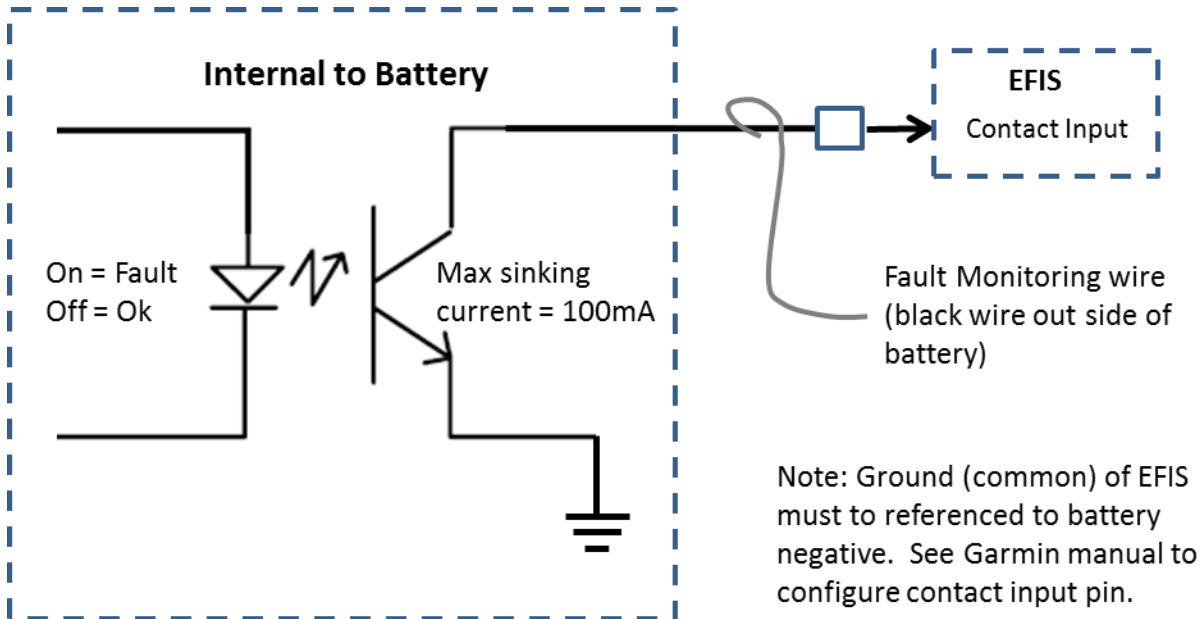 Internal to Battery
EFIS
Contact Input
On = Fault
Off = Ok
Max sinking
current = 100mA
Fault Monitoring wire
(black wire out side of
battery)
Note: Ground (common) of EFIS
must to referenced to battery
negative.  See Garmin manual to
configure contact input pin.